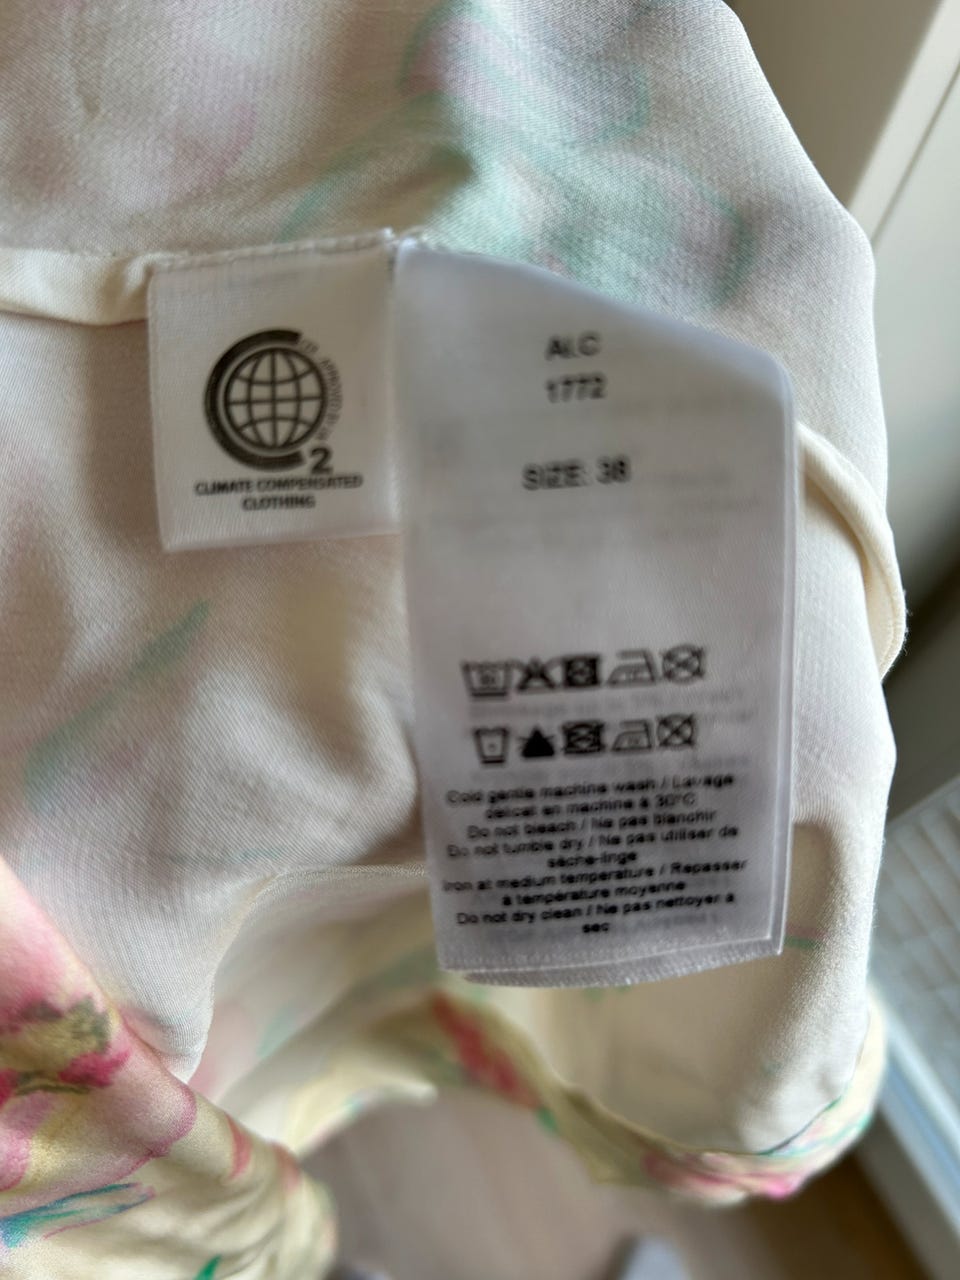 2
CLIMATE COMPENSATED
CLOTHING
ALC
1772
SIZE: 38
Cold gentle machine wash / Lavage
délicat en machine à 30°C
Do not bleach / Ne pas blanchir
Do not tumble dry / Ne pas utiliser de
sèche-linge
Iron at medium temperature / Repasser
à température moyenne
Do not dry clean / Ne pas nettoyer à
sec